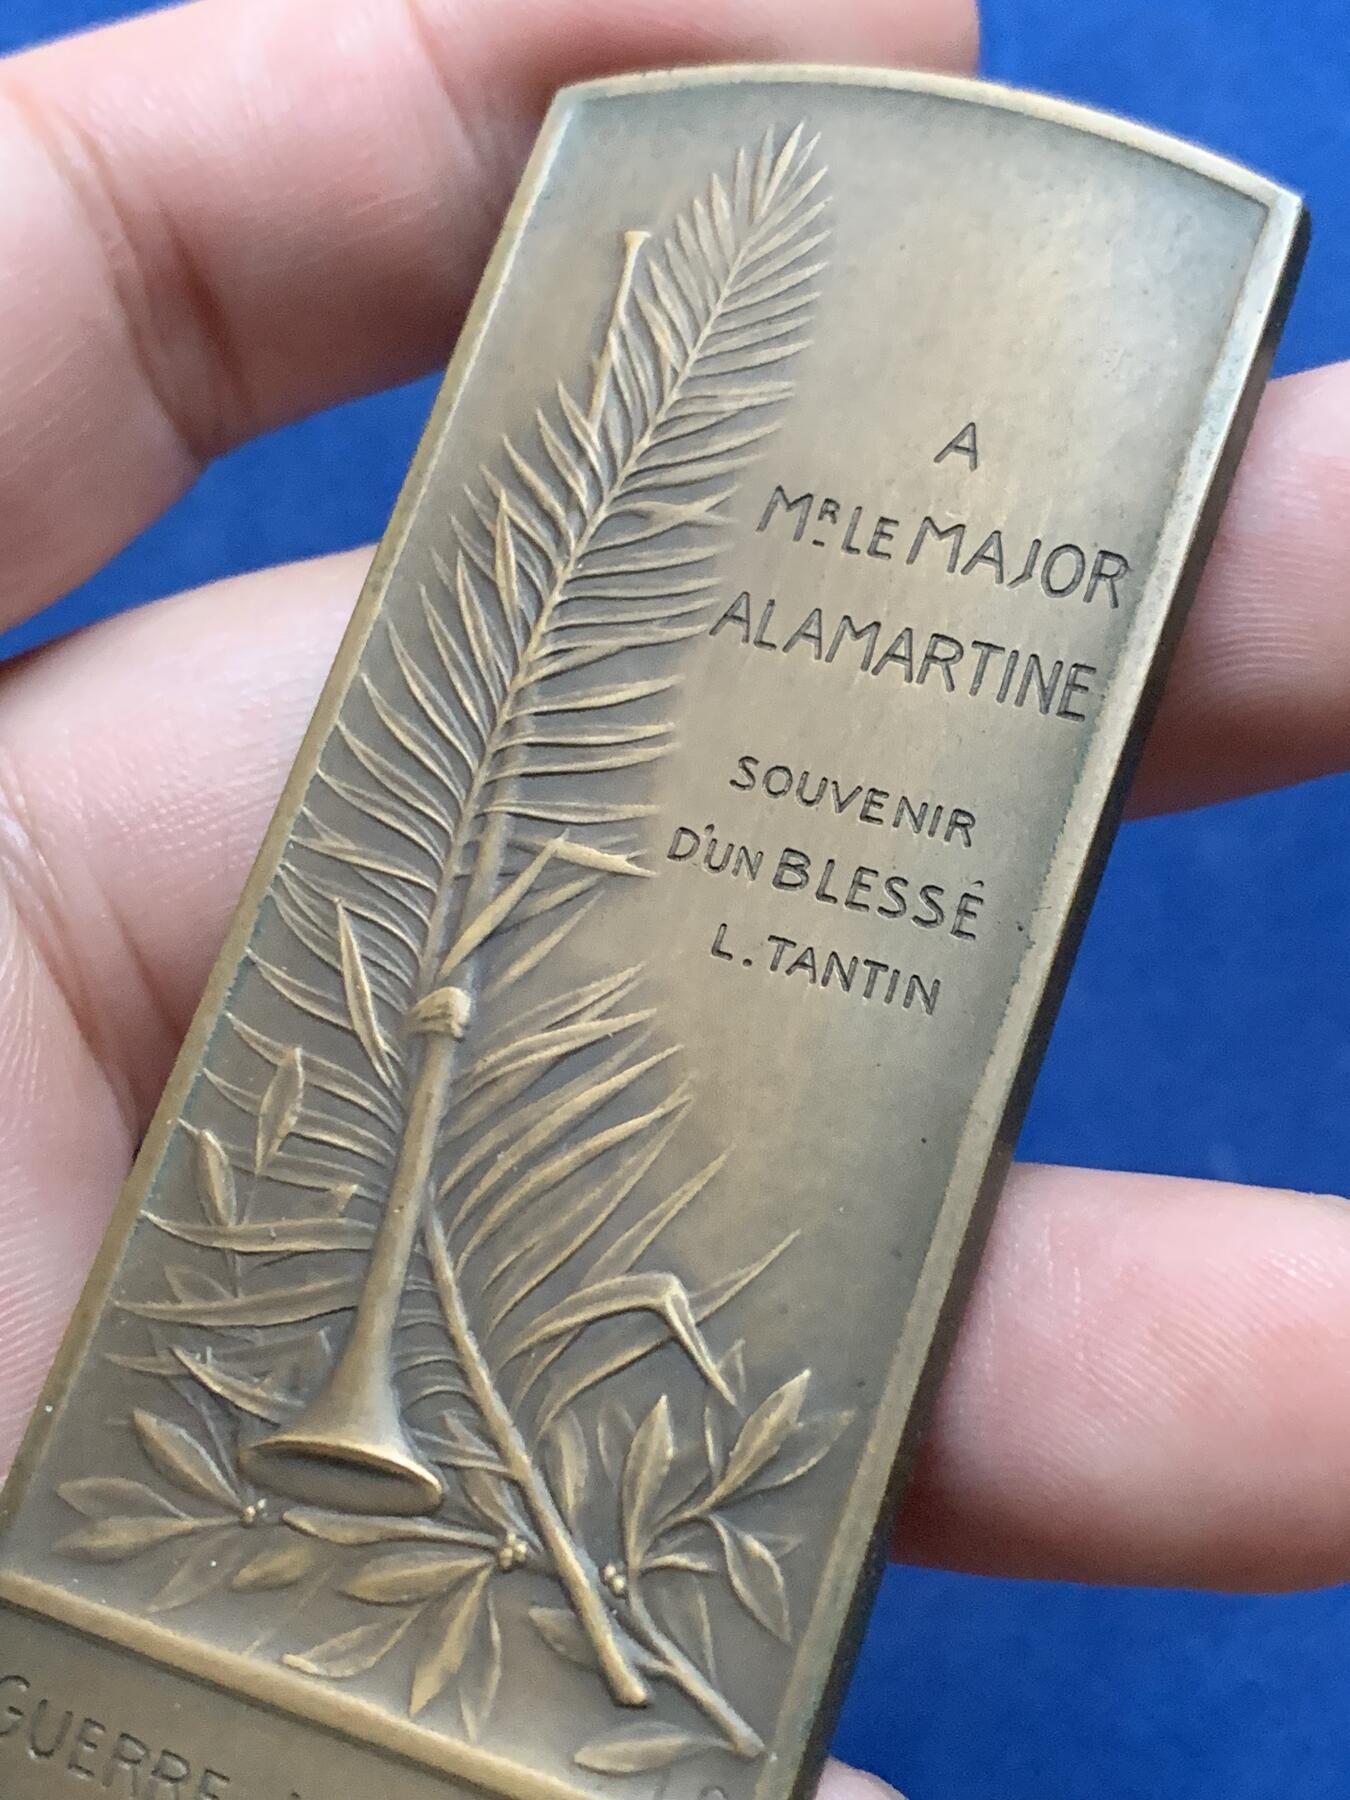 A
MR LE MAJOR
ALAMARTINE
SOUVENIR
D'UN BLESSÉ
L. TANTIN
GUERRE